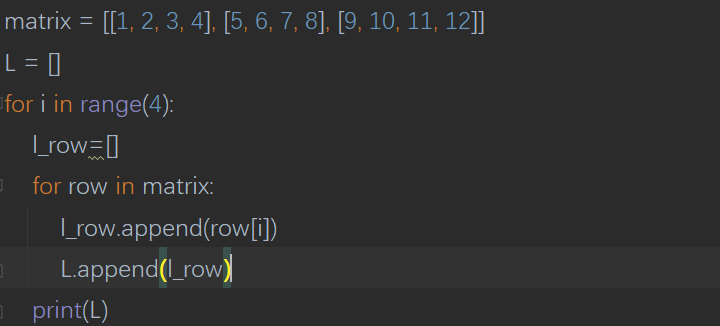 matrix = [[1, 2, 3, 4], [5, 6, 7, 8], [9, 10, 11, 12]]
L = []
for i in range(4):
    l_row=[]
    for row in matrix:
        l_row.append(row[i])
        L.append(l_row)
    print(L)